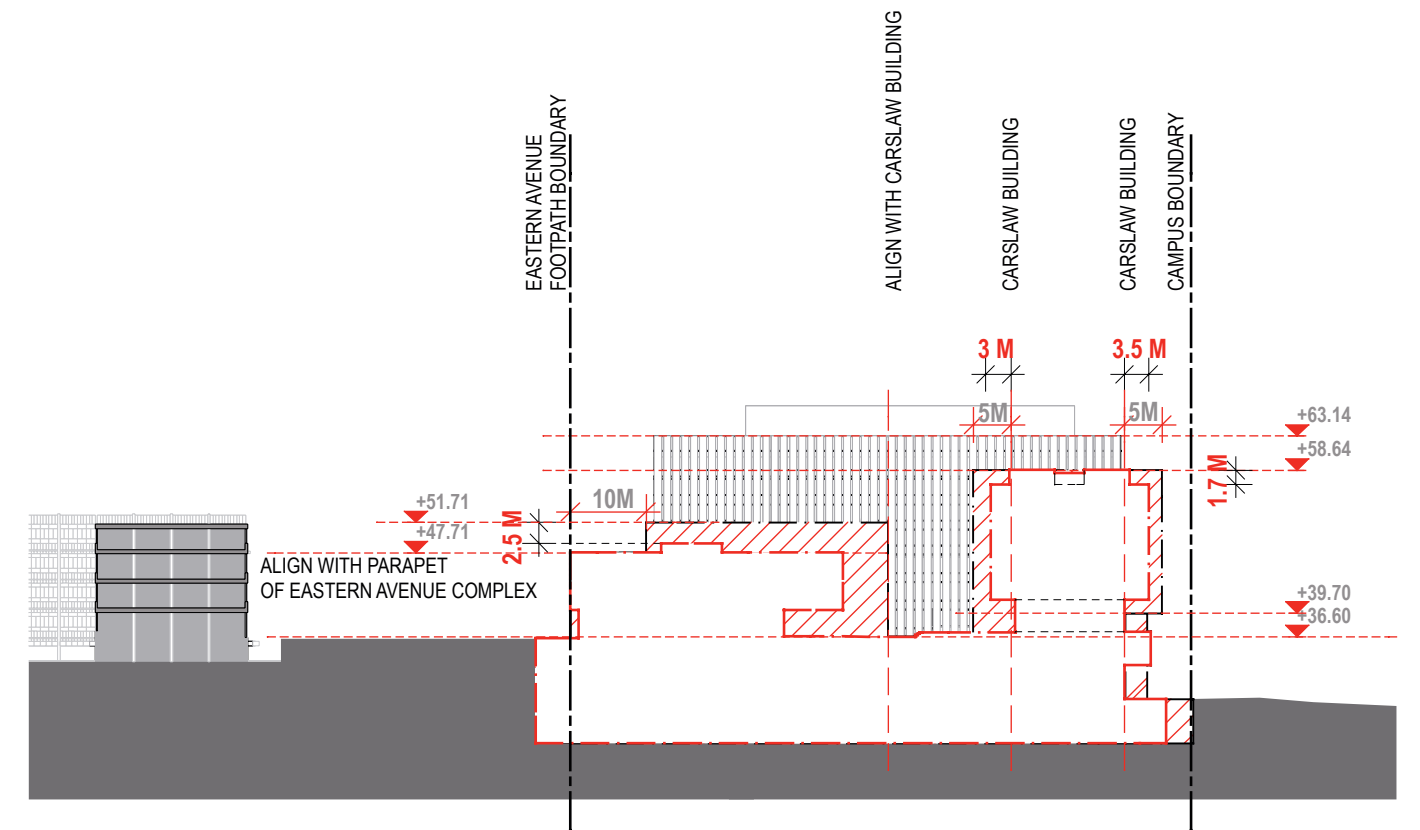 EASTERN AVENUE
FOOTPATH BOUNDARY
ALIGN WITH CARSLAW BUILDING
CARSLAW BUILDING
CARSLAW BUILDING
CAMPUS BOUNDARY
3 M
3.5 M
5M
5M
+63.14
+58.64
1.7 M
+51.71
10M
+47.71
2.5 M
ALIGN WITH PARAPET
OF EASTERN AVENUE COMPLEX
+39.70
+36.60